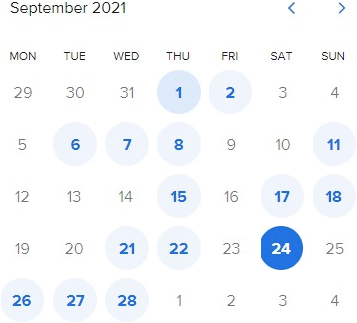 September 2021
MON TUE WED THU FRI SAT SUN
29 30 31 1 2 3 4
5 6 7 8 9 10 11
12 13 14 15 16 17 18
19 20 21 22 23 24 25
26 27 28 1 2 3 4